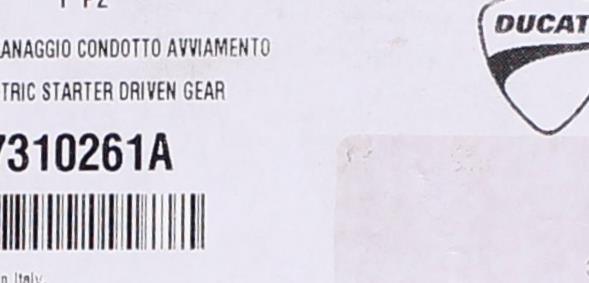 1 PZ
DUCAT
ANAGGIO CONDOTTO AVVIAMENTO
TRIC STARTER DRIVEN GEAR
7310261A
n Italy